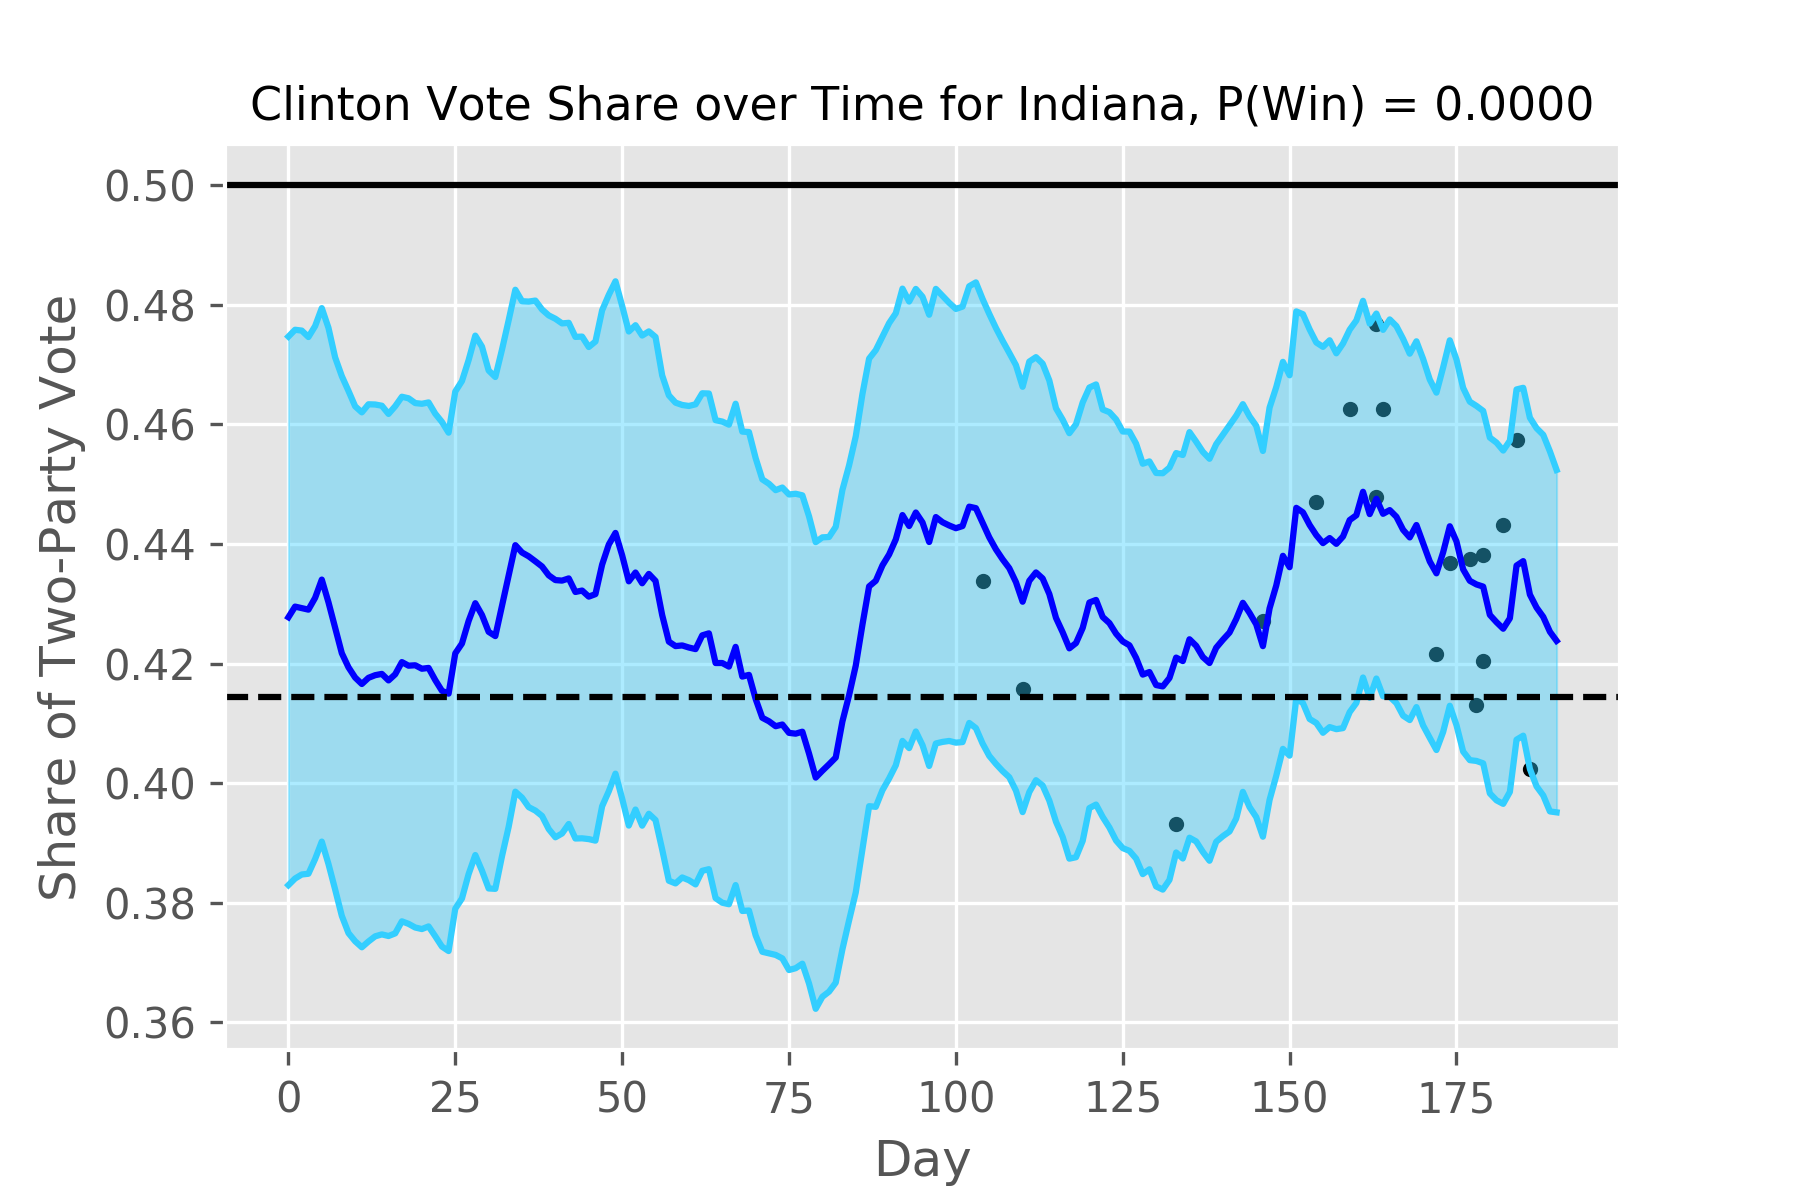 Clinton Vote Share over Time for Indiana, P(Win) = 0.0000
Share of Two-Party Vote
0.50
0.48
0.46
0.44
0.42
0.40
0.38
0.36
0 25 50 75 100 125 150 175
Day